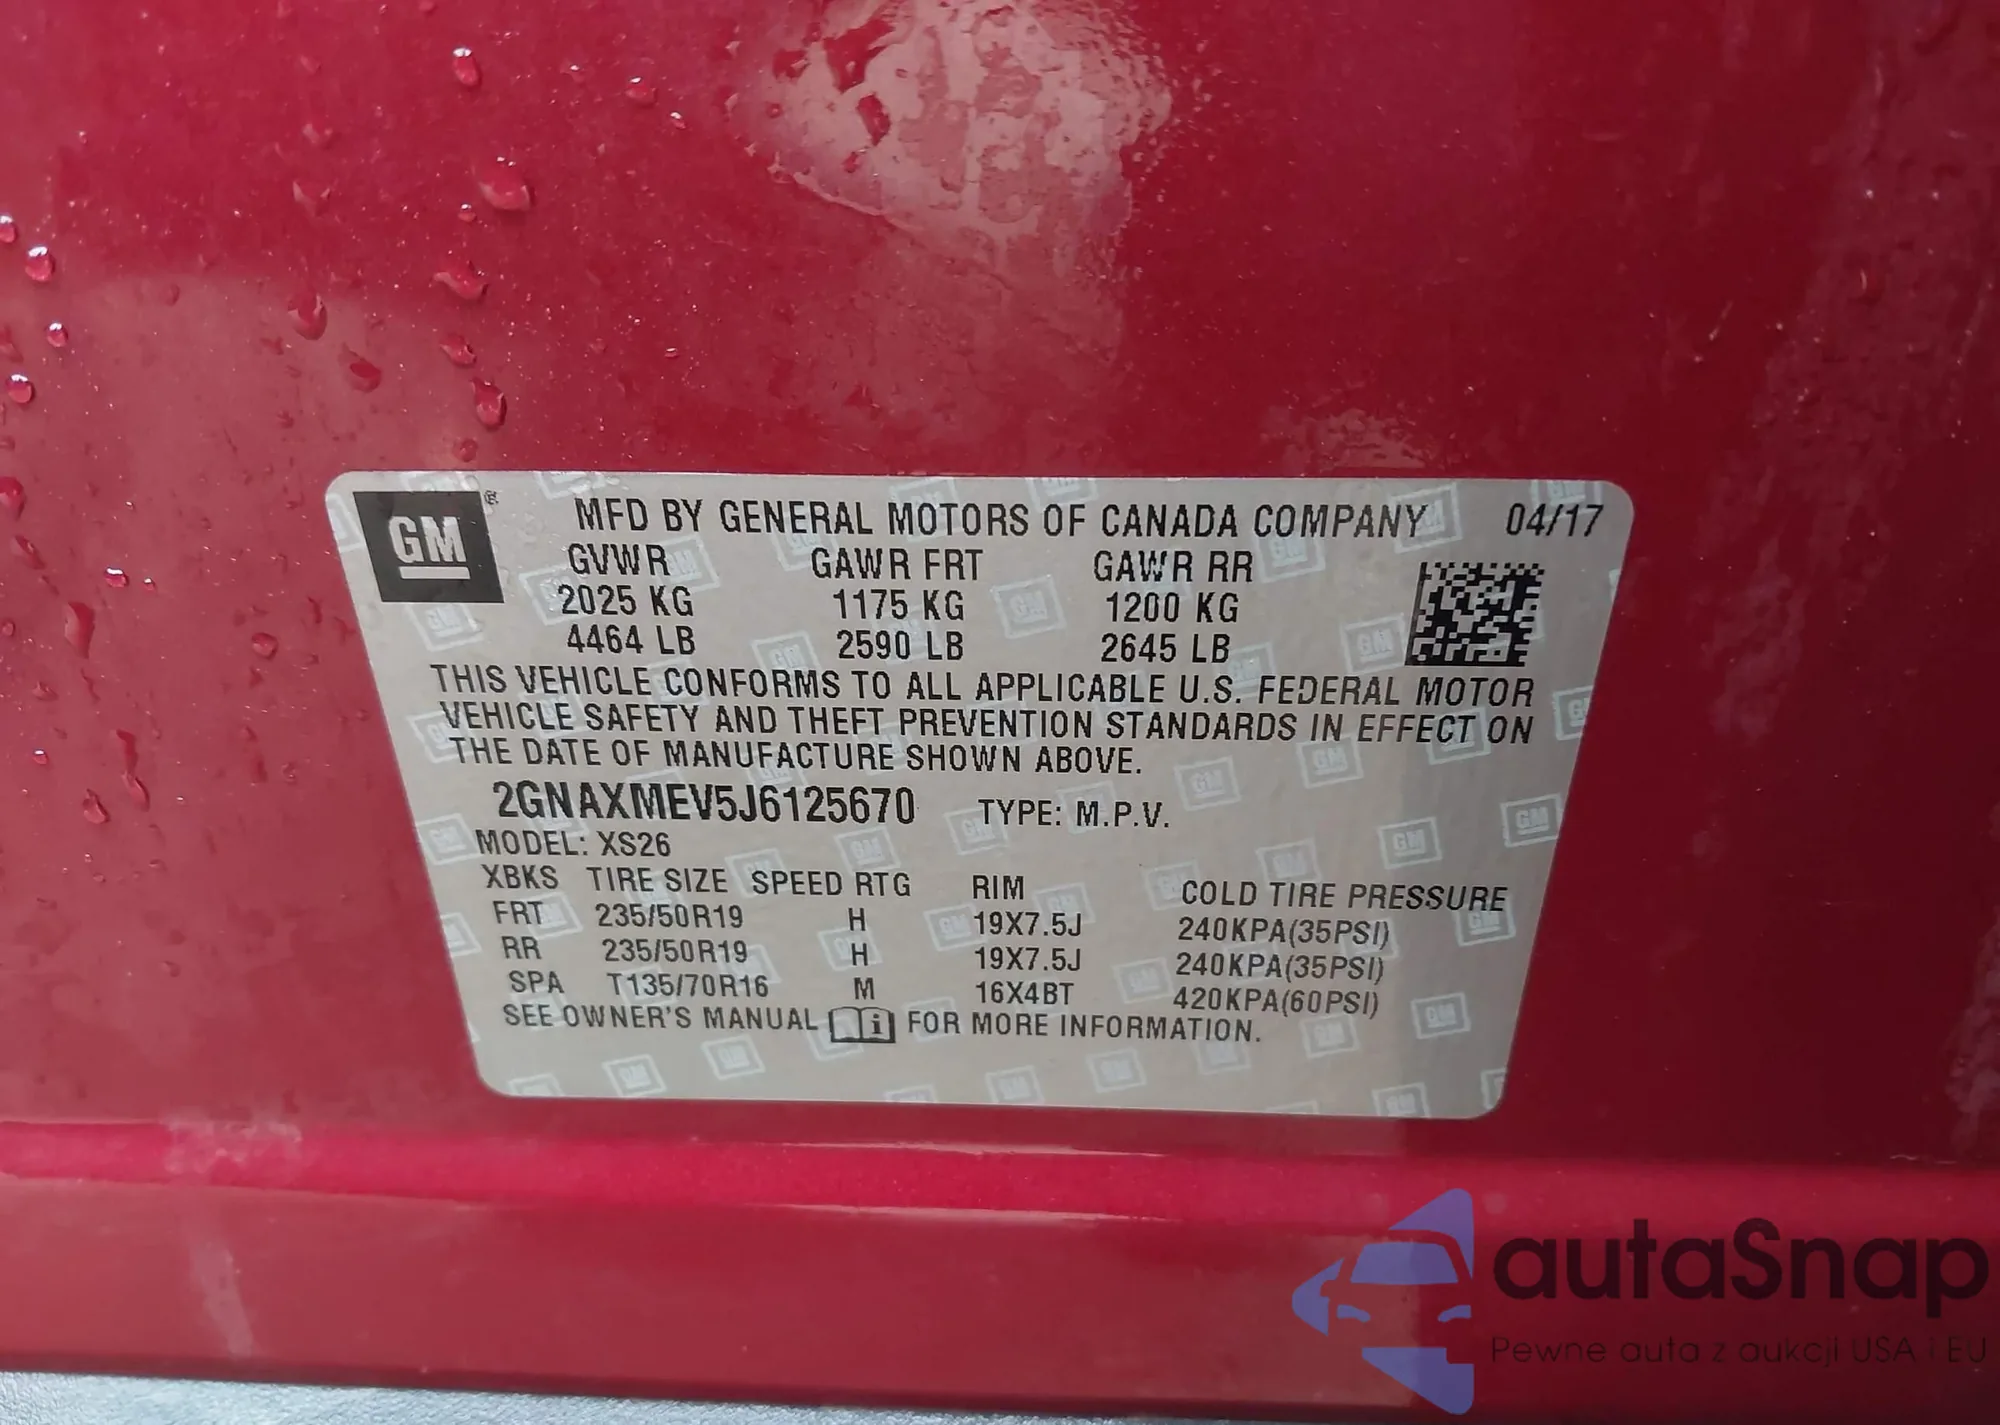 GM ® MFD BY GENERAL MOTORS OF CANADA COMPANY 04/17
GVWR GAWR FRT GAWR RR
2025 KG 1175 KG 1200 KG
4464 LB 2590 LB 2645 LB
THIS VEHICLE CONFORMS TO ALL APPLICABLE U.S. FEDERAL MOTOR
VEHICLE SAFETY AND THEFT PREVENTION STANDARDS IN EFFECT ON
THE DATE OF MANUFACTURE SHOWN ABOVE.
2GNAXMEV5J6125670 TYPE: M.P.V.
MODEL: XS26
XBKS TIRE SIZE SPEED RTG RIM COLD TIRE PRESSURE
FRT 235/50R19 H 19X7.5J 240KPA(35PSI)
RR 235/50R19 H 19X7.5J 240KPA(35PSI)
SPA T135/70R16 M 16X4BT 420KPA(60PSI)
SEE OWNER'S MANUAL i FOR MORE INFORMATION.
autaSnap
Pewne auta z aukcji USA i EU